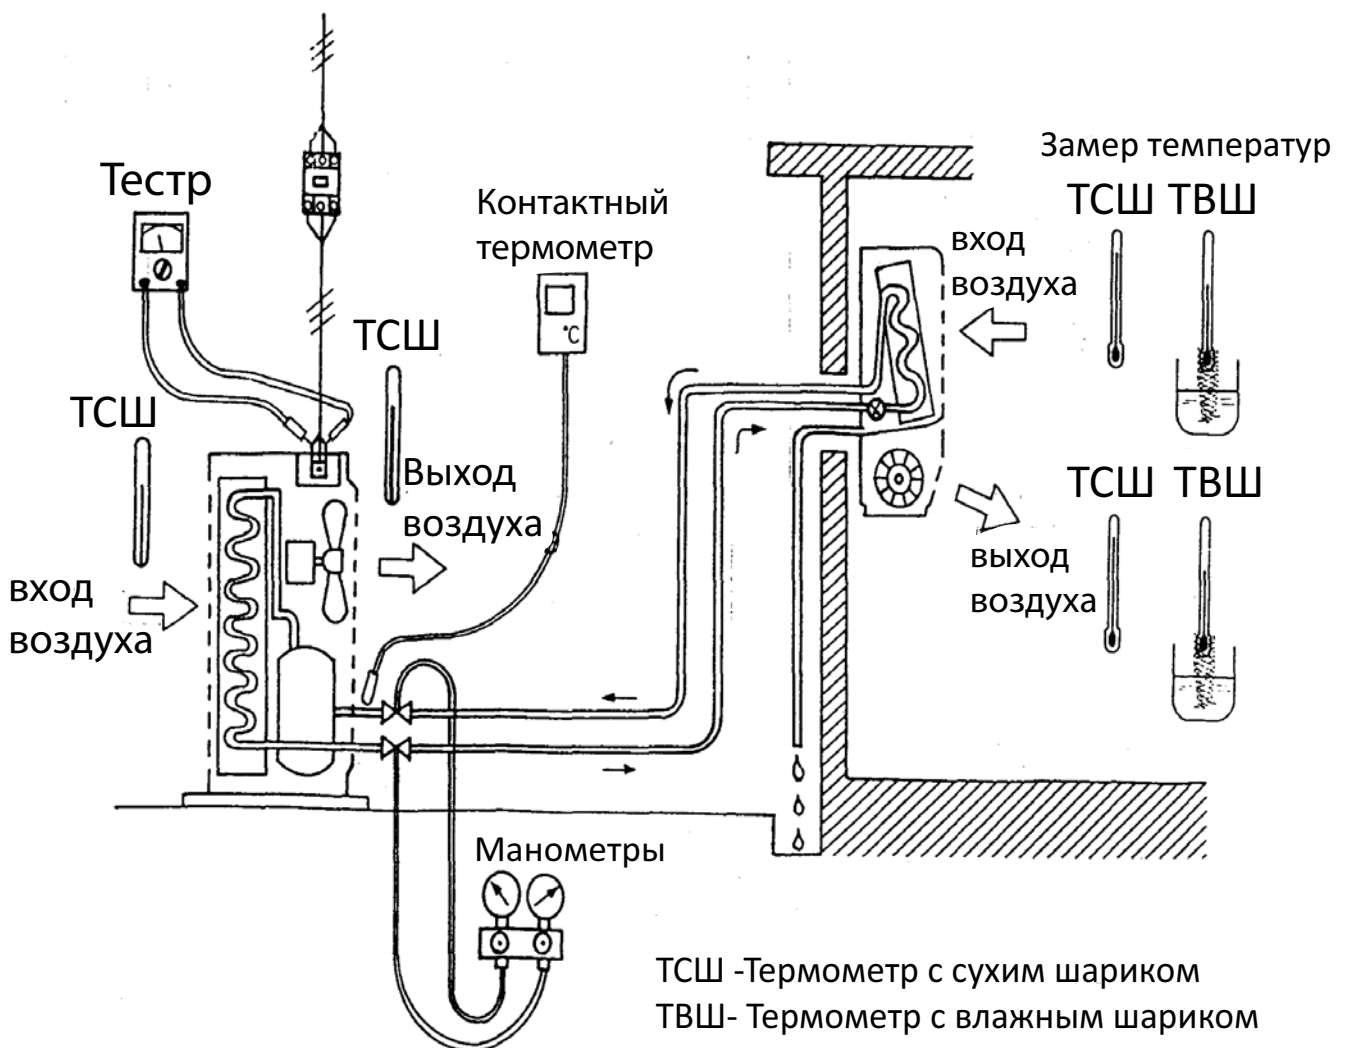 Замер температур
Тестр
ТСШ ТВШ
Контактный
термометр
вход
воздуха
°C
ТСШ
ТСШ
Выход
воздуха
ТСШ ТВШ
выход
воздуха
вход
воздуха
Манометры
ТСШ -Термометр с сухим шариком
ТВШ- Термометр с влажным шариком